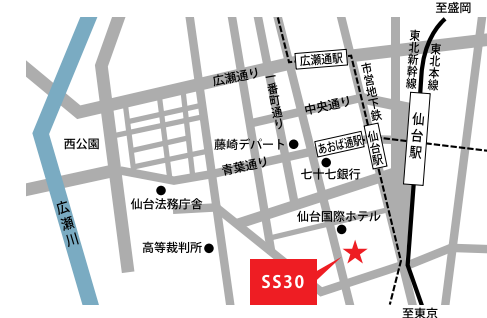 至盛岡
広瀬通り
広瀬通駅
東北新幹線
東北本線
市営地下鉄
一番町通り
中央通り
仙台駅
西公園
藤崎デパート
あおば通駅
仙台駅
青葉通り
七十七銀行
仙台法務庁舎
広瀬川
仙台国際ホテル
高等裁判所
SS30
至東京